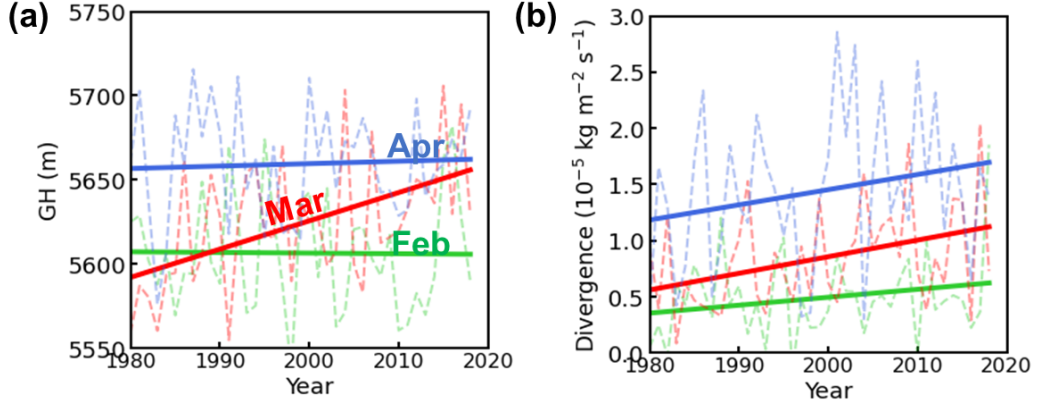 (a)
5750
5700
5650
5600
5550
GH (m)
Apr
Mar
Feb
1980 1990 2000 2010 2020
Year
(b)
3.0
2.5
2.0
1.5
1.0
0.5
0.0
Divergence (10⁻⁵ kg m⁻² s⁻¹)
1980 1990 2000 2010 2020
Year